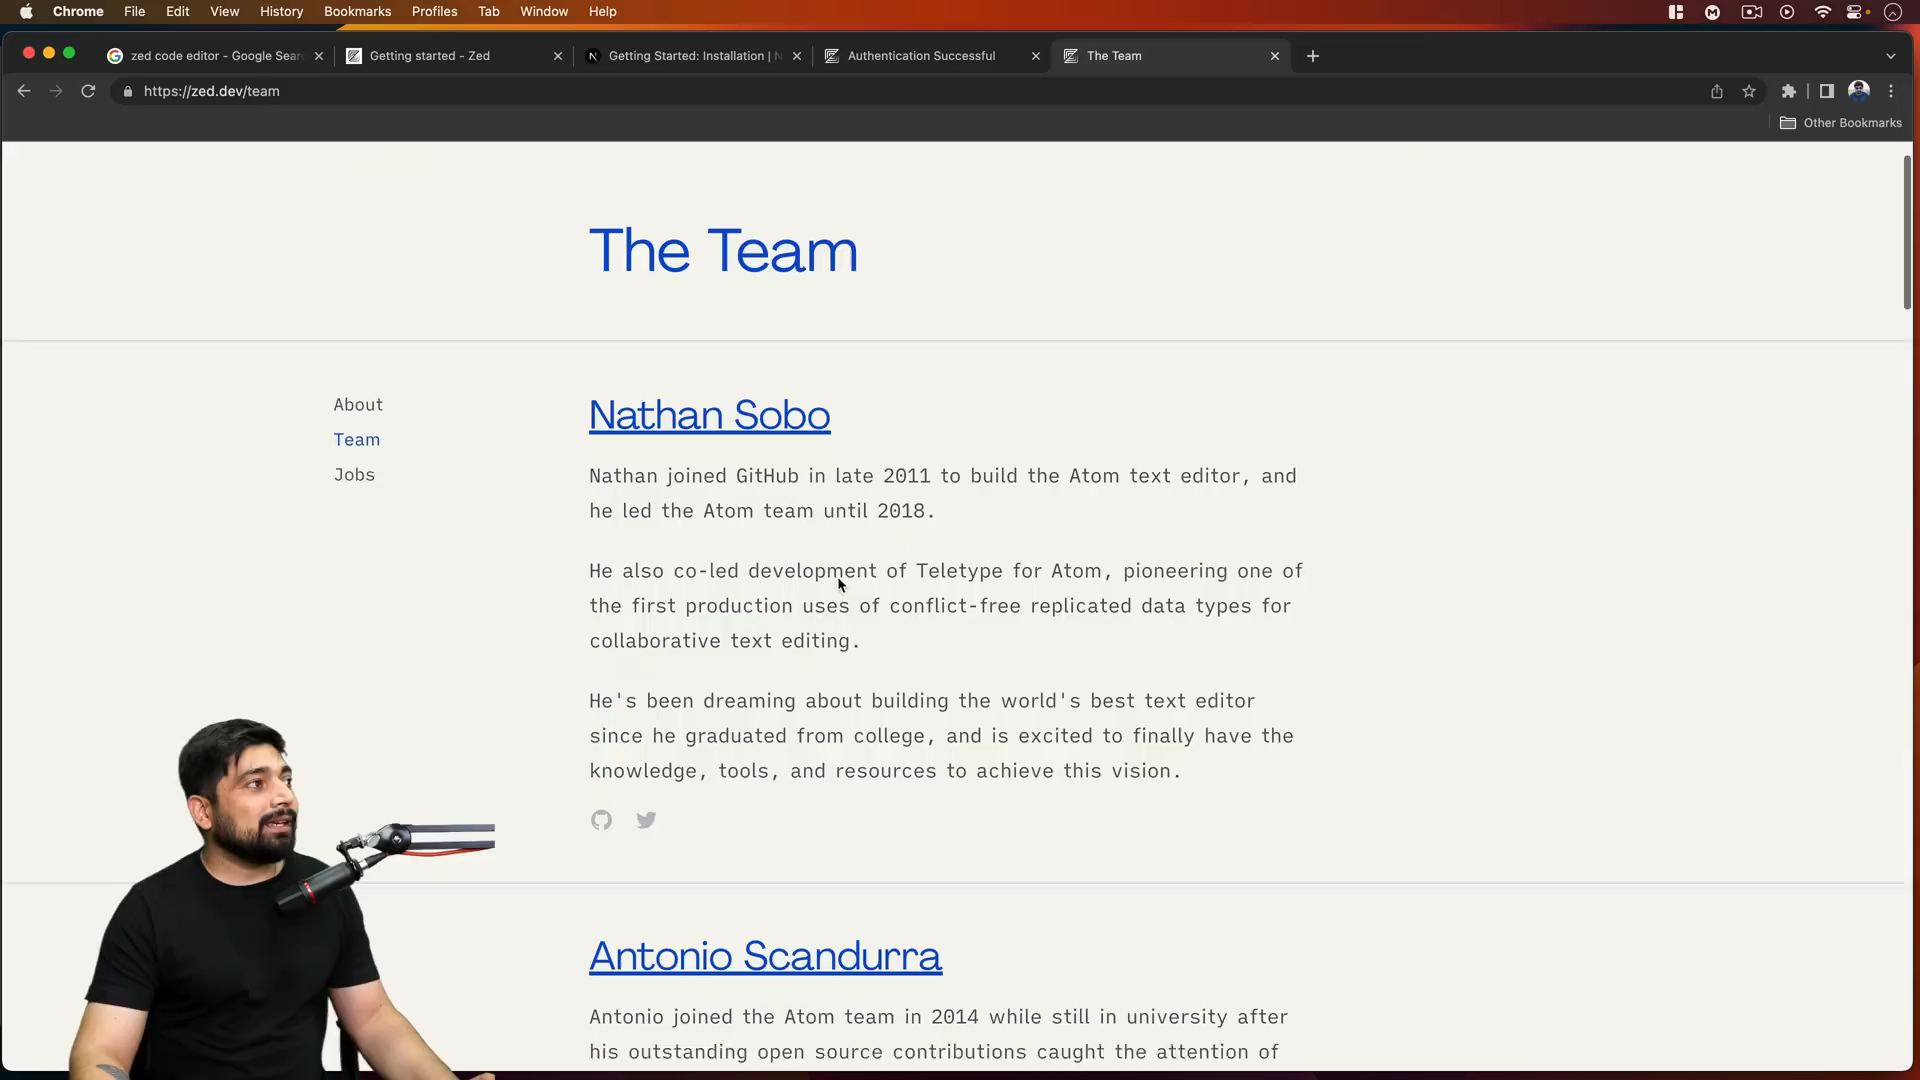 Chrome File Edit View History Bookmarks Profiles Tab Window Help
zed code editor - Google Sear
Getting started - Zed
Getting Started: Installation | N
Authentication Successful
The Team
https://zed.dev/team
Other Bookmarks
The Team
About
Team
Jobs
Nathan Sobo
Nathan joined GitHub in late 2011 to build the Atom text editor, and
he led the Atom team until 2018.
He also co-led development of Teletype for Atom, pioneering one of
the first production uses of conflict-free replicated data types for
collaborative text editing.
He's been dreaming about building the world's best text editor
since he graduated from college, and is excited to finally have the
knowledge, tools, and resources to achieve this vision.
Antonio Scandurra
Antonio joined the Atom team in 2014 while still in university after
his outstanding open source contributions caught the attention of